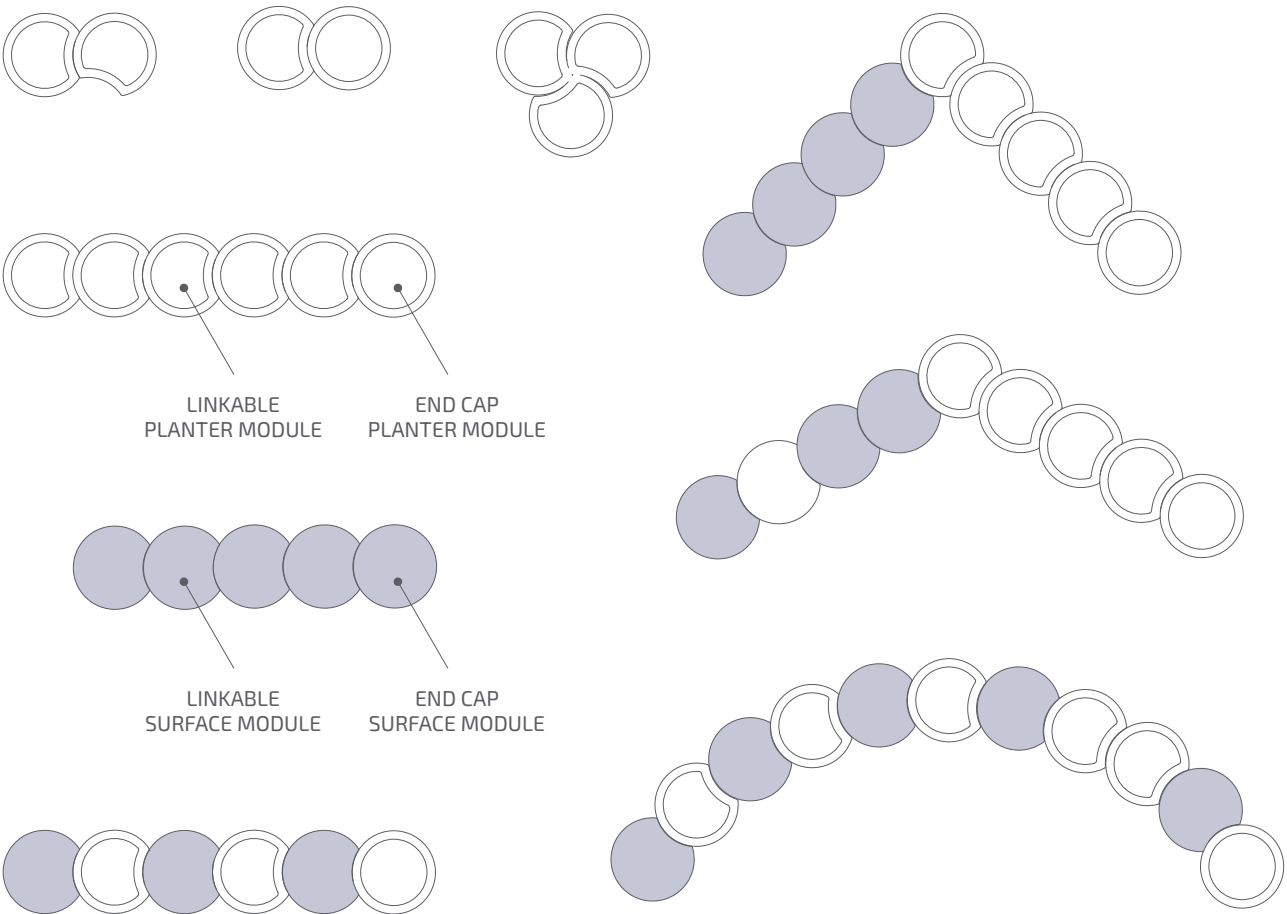 LINKABLE
PLANTER MODULE
END CAP
PLANTER MODULE
LINKABLE
SURFACE MODULE
END CAP
SURFACE MODULE